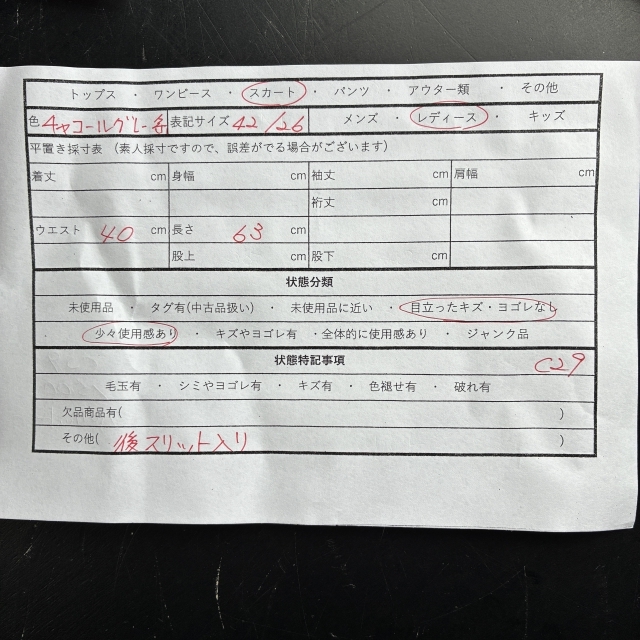 トップス ・ ワンピース ・ スカート ・ パンツ ・ アウター類 ・ その他
色 チャコールグレー系 表記サイズ 42/26 メンズ ・ レディース ・ キッズ
平置き採寸表 (素人採寸ですので、誤差がでる場合がございます)
着丈 cm 身幅 cm 袖丈 cm 肩幅 cm
裄丈 cm
ウエスト 40 cm 長さ 63 cm
股上 cm 股下 cm
状態分類
未使用品 ・ タグ有(中古品扱い) ・ 未使用品に近い ・ 目立ったキズ・ヨゴレなし
少々使用感あり ・ キズやヨゴレ有 ・全体的に使用感あり ・ ジャンク品
状態特記事項 C29
毛玉有 ・ シミやヨゴレ有 ・ キズ有 ・ 色褪せ有 ・ 破れ有
欠品商品有( )
その他( 後スリット入り )